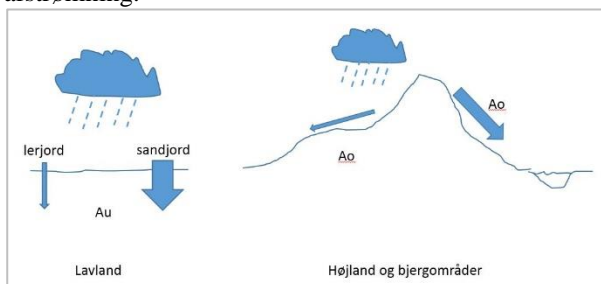 lerjord
sandjord
Au
Lavland
Ao
Ao
Højland og bjergområder